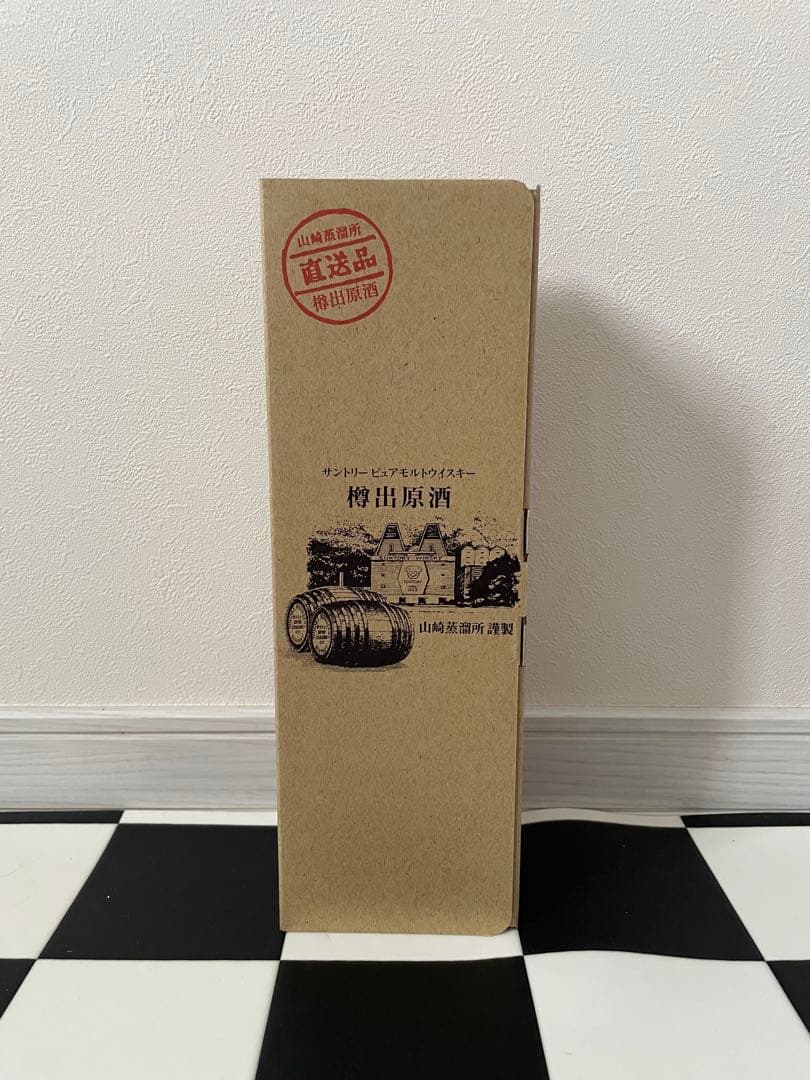 山崎蒸溜所
直送品
樽出原酒
サントリー ピュアモルトウイスキー
樽出原酒
SUNTORY WHISKY
山崎蒸溜所 謹製